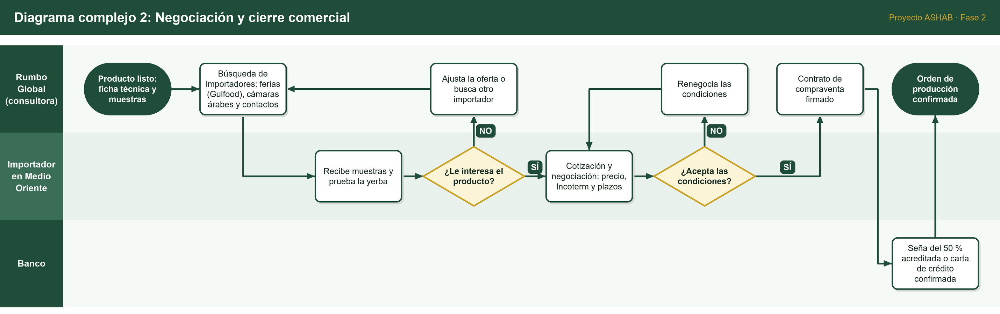 Diagrama complejo 2: Negociación y cierre comercial
Proyecto ASHAB · Fase 2
Rumbo
Global
(consultora)
Producto listo:
ficha técnica y
muestras
Búsqueda de
importadores: ferias
(Gulfood), cámaras
árabes y contactos
Ajusta la oferta o
busca otro
importador
Renegocia las
condiciones
Contrato de
compraventa
firmado
Orden de
producción
confirmada
NO
NO
Importador
en Medio
Oriente
Recibe muestras y
prueba la yerba
¿Le interesa el
producto?
SÍ
Cotización y
negociación: precio,
Incoterm y plazos
¿Acepta las
condiciones?
SÍ
Banco
Seña del 50 %
acreditada o carta
de crédito
confirmada